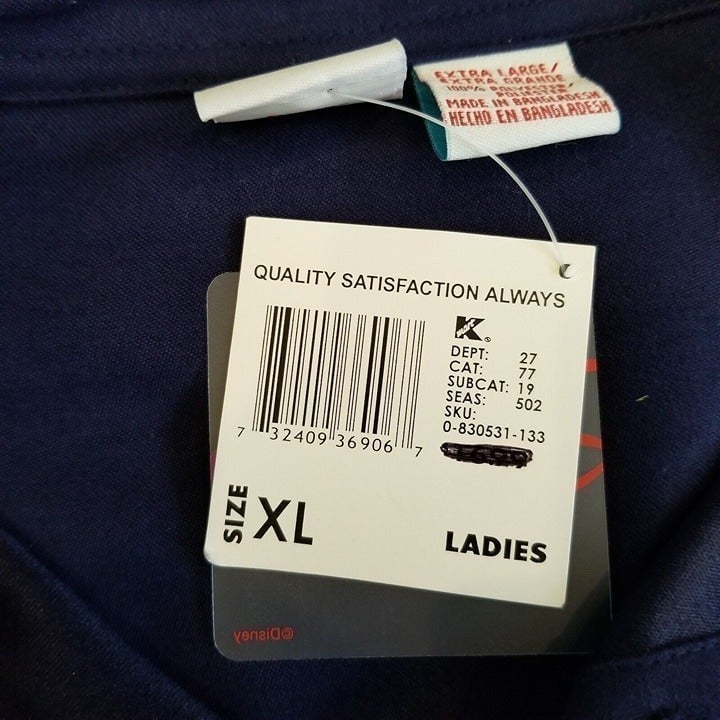 EXTRA LARGE/
EXTRA GRANDE
100% POLYESTER/
POLIESTER
MADE IN BANGLADESH
HECHO EN BANGLADESH
QUALITY SATISFACTION ALWAYS
K
DEPT: 27
CAT: 77
SUBCAT: 19
SEAS: 502
SKU:
0-830531-133
7 32409 36906 7
SIZE XL
LADIES
©Disney